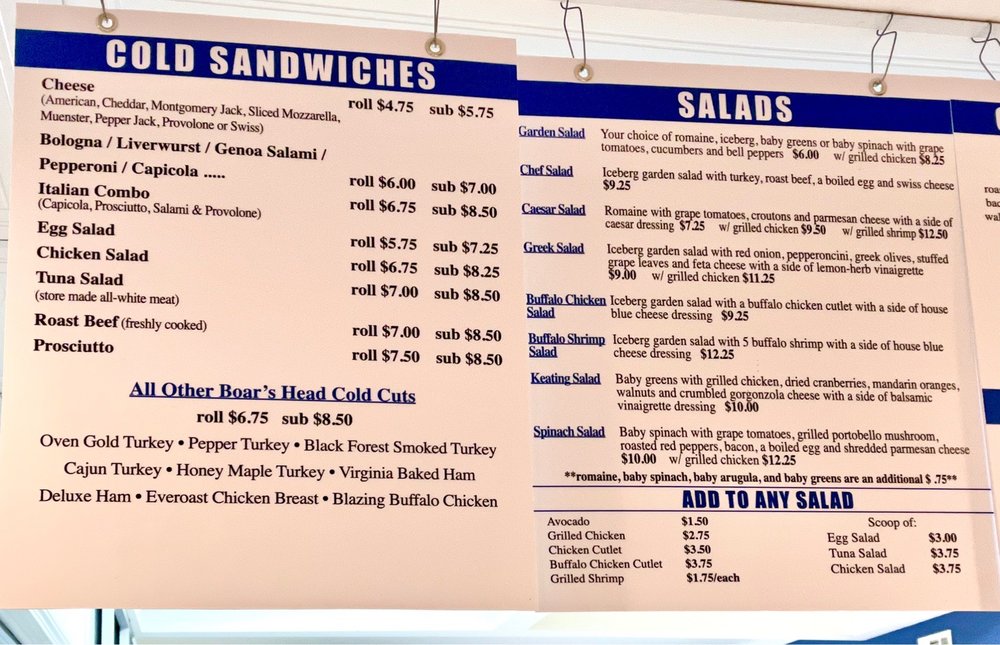 COLD SANDWICHES
Cheese
(American, Cheddar, Montgomery Jack, Sliced Mozzarella, roll $4.75 sub $5.75
Muenster, Pepper Jack, Provolone or Swiss)
Bologna / Liverwurst / Genoa Salami /
Pepperoni / Capicola ..... roll $6.00 sub $7.00
Italian Combo roll $6.75 sub $8.50
(Capicola, Prosciutto, Salami & Provolone)
Egg Salad roll $5.75 sub $7.25
Chicken Salad roll $6.75 sub $8.25
Tuna Salad roll $7.00 sub $8.50
(store made all-white meat)
Roast Beef (freshly cooked) roll $7.00 sub $8.50
Prosciutto roll $7.50 sub $8.50
All Other Boar's Head Cold Cuts
roll $6.75 sub $8.50
Oven Gold Turkey • Pepper Turkey • Black Forest Smoked Turkey
Cajun Turkey • Honey Maple Turkey • Virginia Baked Ham
Deluxe Ham • Everoast Chicken Breast • Blazing Buffalo Chicken
SALADS
Garden Salad Your choice of romaine, iceberg, baby greens or baby spinach with grape
tomatoes, cucumbers and bell peppers $6.00 w/ grilled chicken $8.25
Chef Salad Iceberg garden salad with turkey, roast beef, a boiled egg and swiss cheese
$9.25
Caesar Salad Romaine with grape tomatoes, croutons and parmesan cheese with a side of
caesar dressing $7.25 w/ grilled chicken $9.50 w/ grilled shrimp $12.50
Greek Salad Iceberg garden salad with red onion, pepperoncini, greek olives, stuffed
grape leaves and feta cheese with a side of lemon-herb vinaigrette
$9.00 w/ grilled chicken $11.25
Buffalo Chicken Iceberg garden salad with a buffalo chicken cutlet with a side of house
Salad blue cheese dressing $9.25
Buffalo Shrimp Iceberg garden salad with 5 buffalo shrimp with a side of house blue
Salad cheese dressing $12.25
Keating Salad Baby greens with grilled chicken, dried cranberries, mandarin oranges,
walnuts and crumbled gorgonzola cheese with a side of balsamic
vinaigrette dressing $10.00
Spinach Salad Baby spinach with grape tomatoes, grilled portobello mushroom,
roasted red peppers, bacon, a boiled egg and shredded parmesan cheese
$10.00 w/ grilled chicken $12.25
**romaine, baby spinach, baby arugula, and baby greens are an additional $ .75**
ADD TO ANY SALAD
Avocado $1.50
Grilled Chicken $2.75
Chicken Cutlet $3.50
Buffalo Chicken Cutlet $3.75
Grilled Shrimp $1.75/each
Scoop of:
Egg Salad $3.00
Tuna Salad $3.75
Chicken Salad $3.75